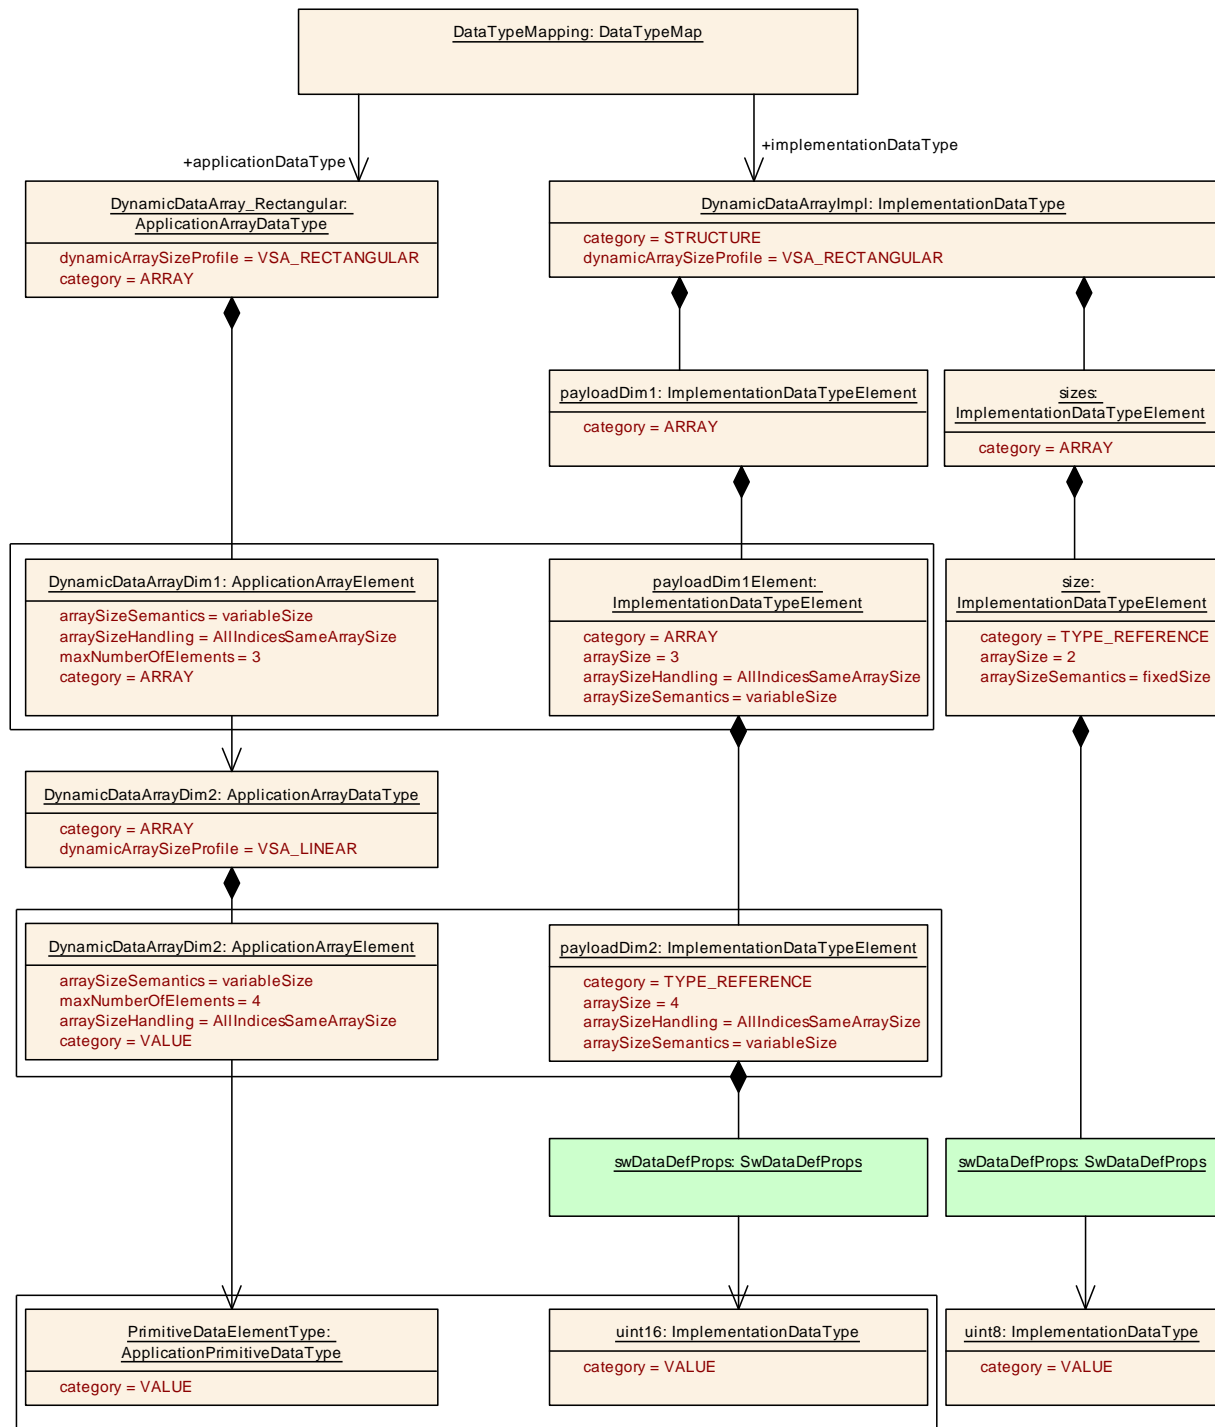 DataTypeMapping: DataTypeMap
+applicationDataType
+implementationDataType
DynamicDataArray_Rectangular:
ApplicationArrayDataType
dynamicArraySizeProfile = VSA_RECTANGULAR
category = ARRAY
DynamicDataArrayImpl: ImplementationDataType
category = STRUCTURE
dynamicArraySizeProfile = VSA_RECTANGULAR
payloadDim1: ImplementationDataTypeElement
category = ARRAY
sizes:
ImplementationDataTypeElement
category = ARRAY
DynamicDataArrayDim1: ApplicationArrayElement
arraySizeSemantics = variableSize
arraySizeHandling = AllIndicesSameArraySize
maxNumberOfElements = 3
category = ARRAY
payloadDim1Element:
ImplementationDataTypeElement
category = ARRAY
arraySize = 3
arraySizeHandling = AllIndicesSameArraySize
arraySizeSemantics = variableSize
size:
ImplementationDataTypeElement
category = TYPE_REFERENCE
arraySize = 2
arraySizeSemantics = fixedSize
DynamicDataArrayDim2: ApplicationArrayDataType
category = ARRAY
dynamicArraySizeProfile = VSA_LINEAR
DynamicDataArrayDim2: ApplicationArrayElement
arraySizeSemantics = variableSize
maxNumberOfElements = 4
arraySizeHandling = AllIndicesSameArraySize
category = VALUE
payloadDim2: ImplementationDataTypeElement
category = TYPE_REFERENCE
arraySize = 4
arraySizeHandling = AllIndicesSameArraySize
arraySizeSemantics = variableSize
swDataDefProps: SwDataDefProps
swDataDefProps: SwDataDefProps
PrimitiveDataElementType:
ApplicationPrimitiveDataType
category = VALUE
uint16: ImplementationDataType
category = VALUE
uint8: ImplementationDataType
category = VALUE